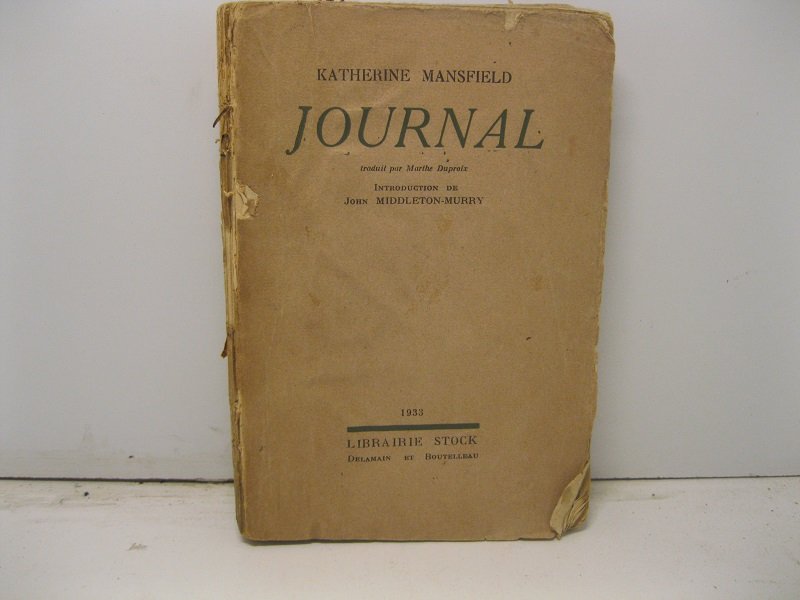 KATHERINE MANSFIELD
JOURNAL
traduit par Marthe Duproix
INTRODUCTION DE
JOHN MIDDLETON-MURRY
1933
LIBRAIRIE STOCK
DELAMAIN ET BOUTELLEAU